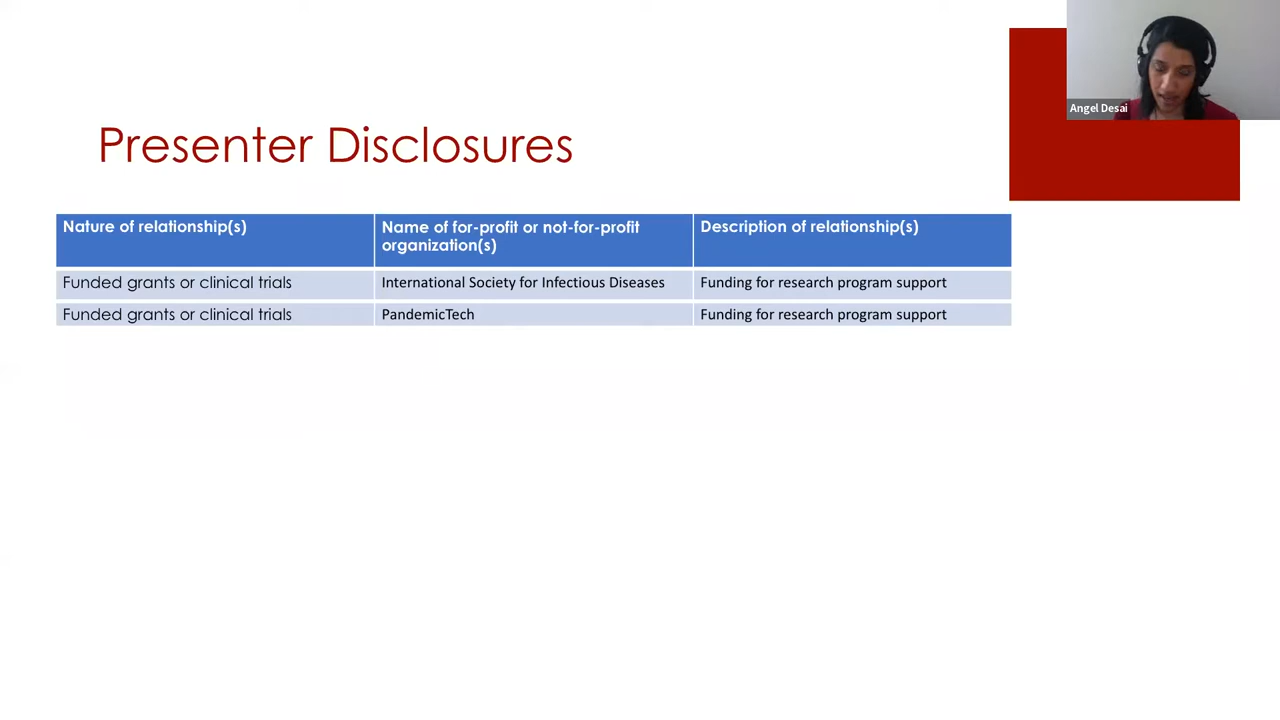 Angel Desai
Presenter Disclosures
Nature of relationship(s)
Name of for-profit or not-for-profit
organization(s)
Description of relationship(s)
Funded grants or clinical trials
International Society for Infectious Diseases
Funding for research program support
Funded grants or clinical trials
PandemicTech
Funding for research program support